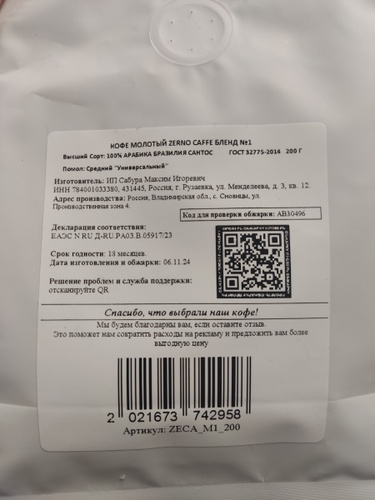 КОФЕ МОЛОТЫЙ ZERNO CAFFE БЛЕНД №1
Высший Сорт: 100% АРАБИКА БРАЗИЛИЯ САНТОС ГОСТ 32775-2014 200 Г
Помол: Средний "Универсальный"
Изготовитель: ИП Сабура Максим Игоревич
ИНН 784001033380, 431445, Россия, г. Рузаевка, ул. Менделеева, д. 3, кв. 12.
Адрес производства: Россия, Владимирская обл., с. Сновицы, ул.
Производственная зона 4.
Код для проверки обжарки: AB30496
Декларация соответствия:
ЕАЭС N RU Д-RU.РА03.В.05917/23
Срок годности: 18 месяцев.
Дата изготовления и обжарки: 06.11.24
Решение проблем и служба поддержки:
отсканируйте QR
Спасибо, что выбрали наш кофе!
Мы будем благодарны вам, если оставите отзыв.
Это поможет нам сократить расходы на рекламу и предложить вам более
выгодную цену
2 021673 742958
Артикул: ZECA_M1_200